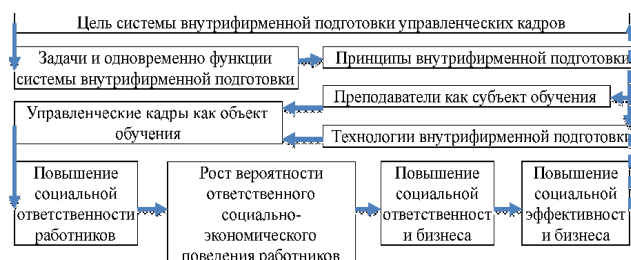 Цель системы внутрифирменной подготовки управленческих кадров
Задачи и одновременно функции
системы внутрифирменной подготовки
Принципы внутрифирменной подготовки
Преподаватели как субъект обучения
Управленческие кадры как объект
обучения
Технологии внутрифирменной подготовки
Повышение
социальной
ответственности
работников
Рост вероятности
ответственного
социально-
экономического
поведения работников
Повышение
социальной
ответственност
и бизнеса
Повышение
социальной
эффективност
и бизнеса